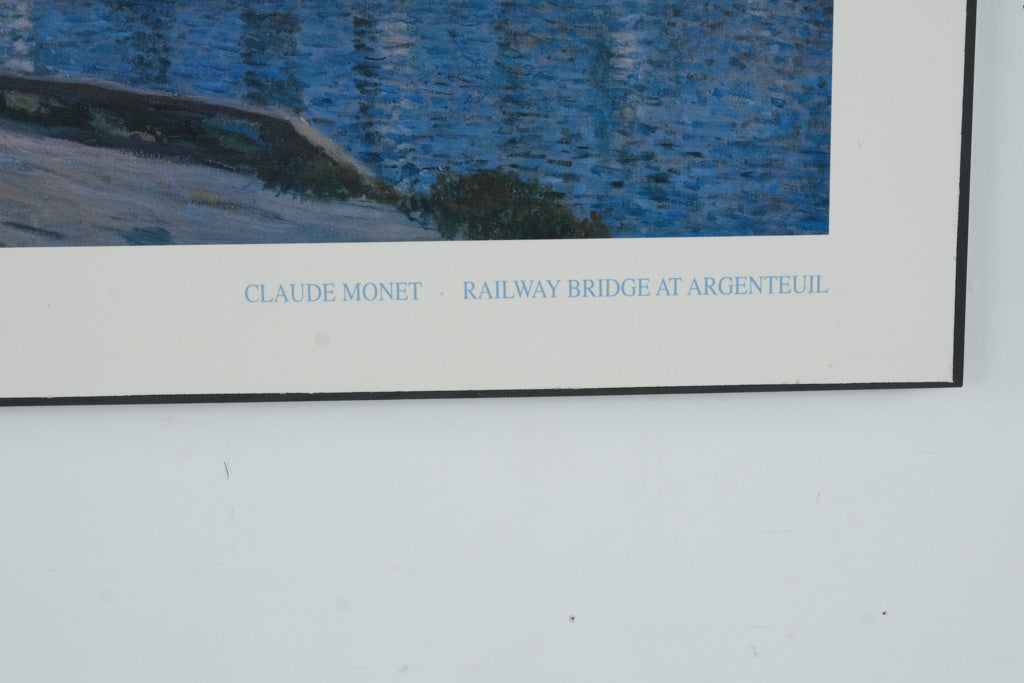 CLAUDE MONET · RAILWAY BRIDGE AT ARGENTEUIL